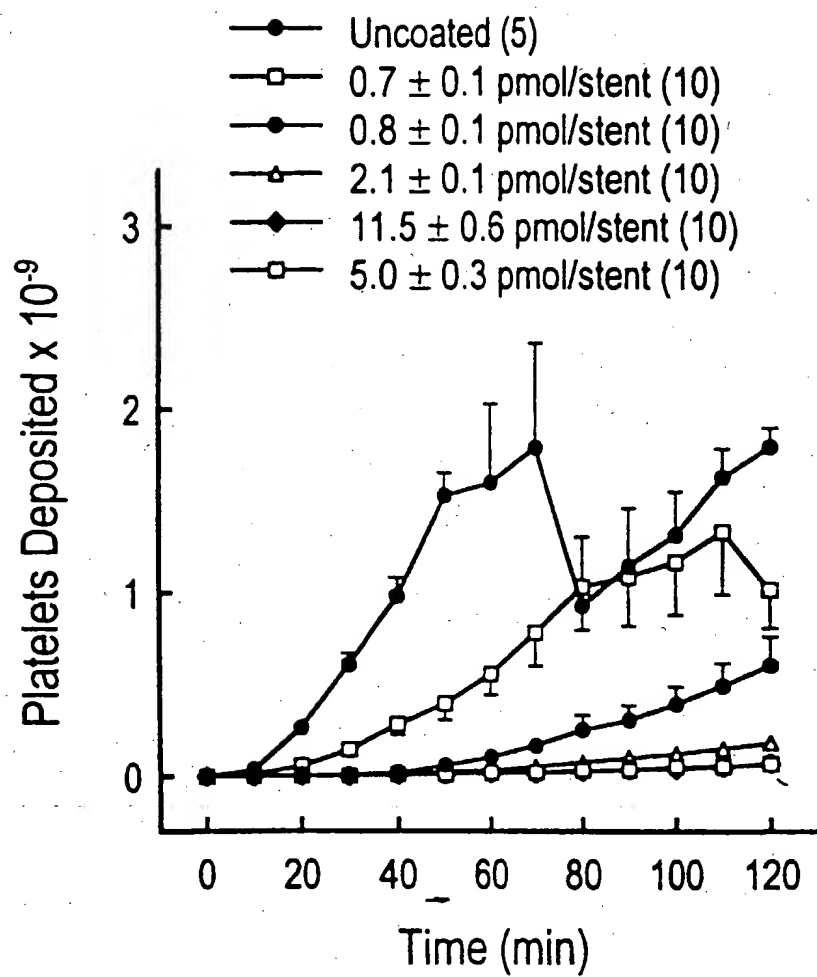 Uncoated (5)
0.7 ± 0.1 pmol/stent (10)
0.8 ± 0.1 pmol/stent (10)
2.1 ± 0.1 pmol/stent (10)
11.5 ± 0.6 pmol/stent (10)
5.0 ± 0.3 pmol/stent (10)
Platelets Deposited x 10⁻⁹
3
2
1
0
0 20 40 60 80 100 120
Time (min)